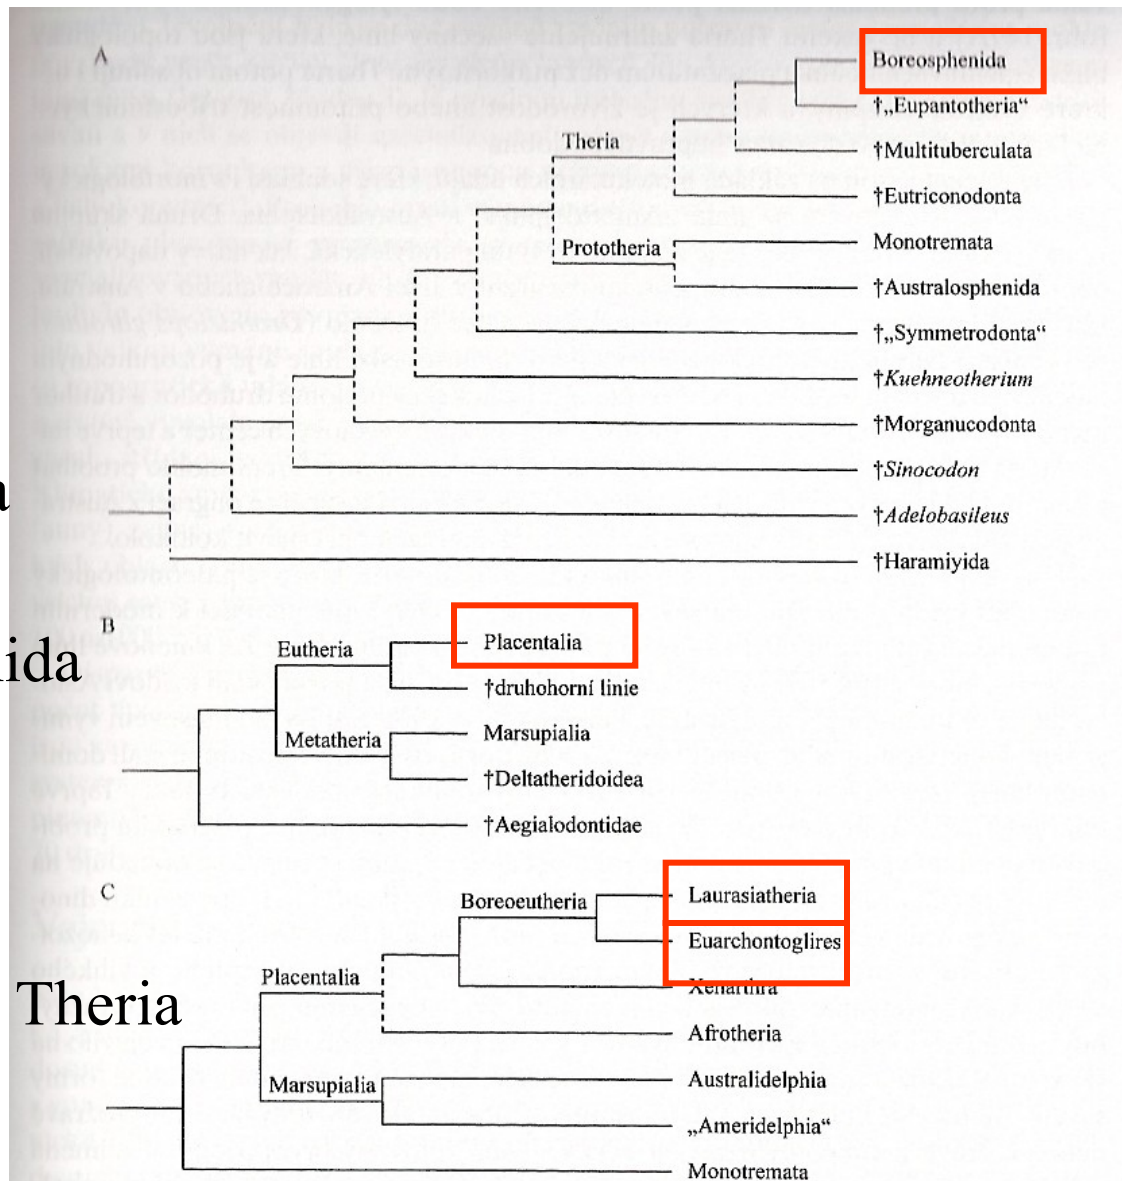 A
Boreosphenida
†„Eupantotheria“
Theria
†Multituberculata
†Eutriconodonta
Prototheria
Monotremata
†Australosphenida
†„Symmetrodonta“
†Kuehneotherium
†Morganucodonta
†Sinocodon
†Adelobasileus
†Haramiyida
ida
B
Eutheria
Placentalia
†druhohorní linie
Metatheria
Marsupialia
†Deltatheridoidea
†Aegialodontidae
C
Boreoeutheria
Laurasiatheria
Euarchontoglires
Placentalia
Xenarthra
Theria
Afrotheria
Marsupialia
Australidelphia
„Ameridelphia“
Monotremata